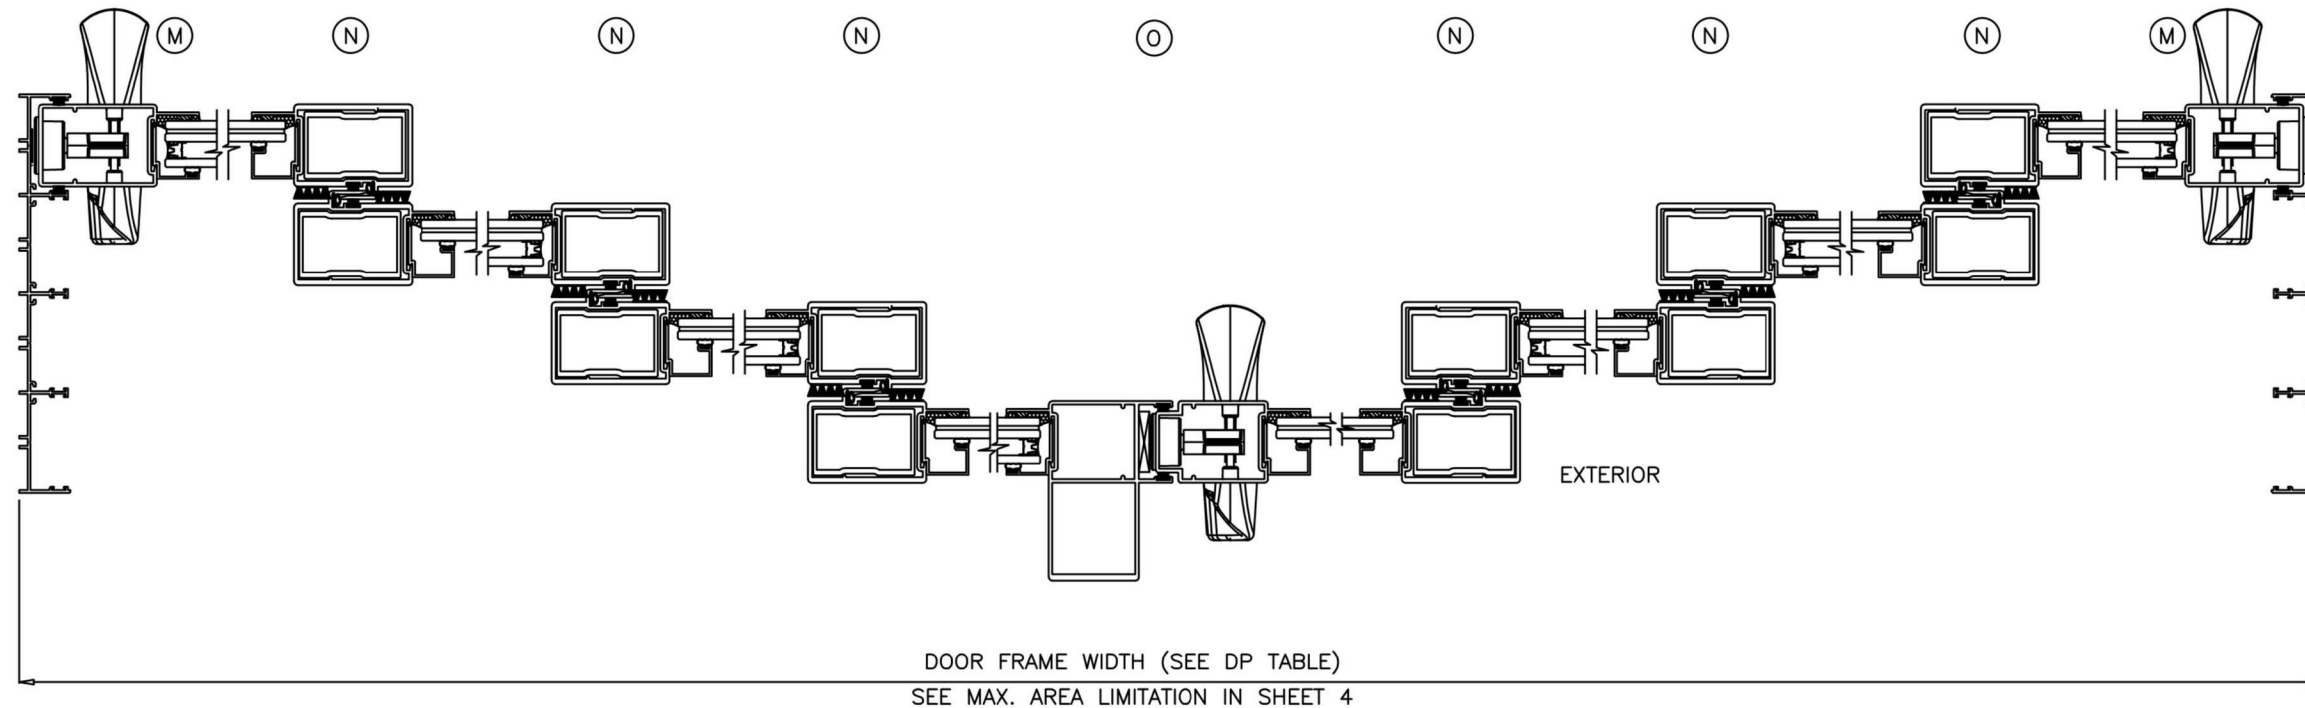 M N N N O N N N M
EXTERIOR
DOOR FRAME WIDTH (SEE DP TABLE)
SEE MAX. AREA LIMITATION IN SHEET 4